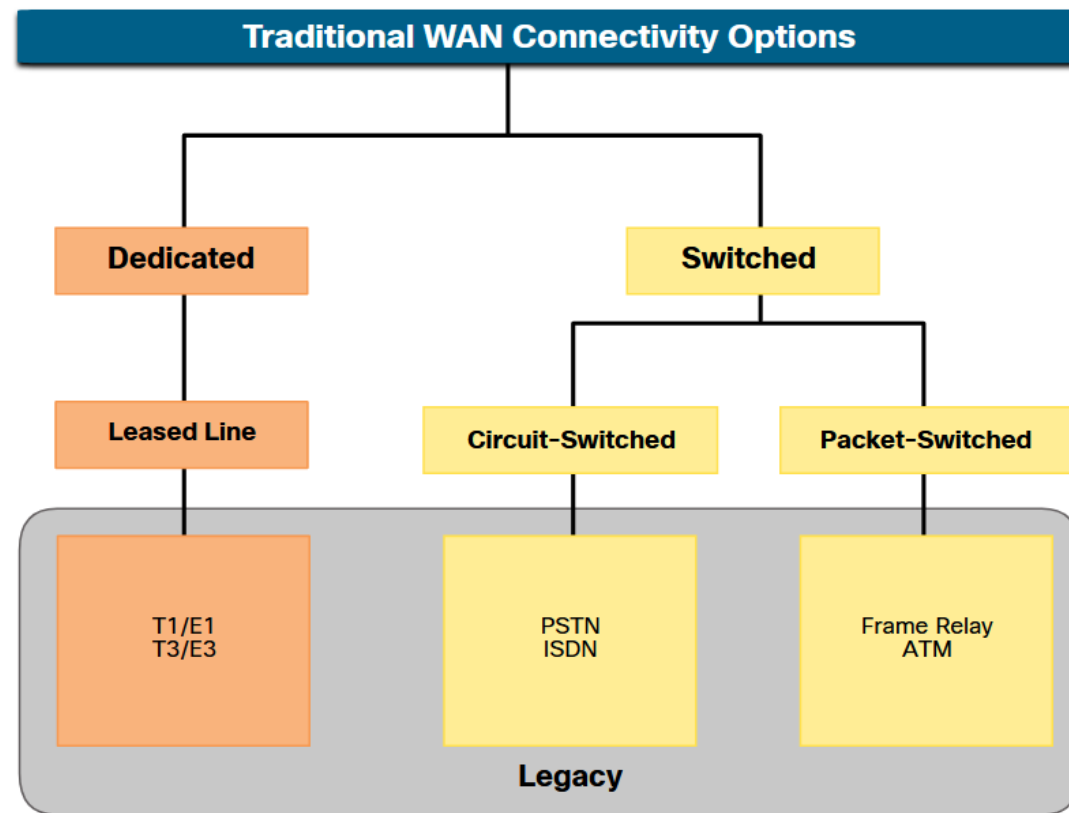 Traditional WAN Connectivity Options
Dedicated
Switched
Leased Line
Circuit-Switched
Packet-Switched
T1/E1
T3/E3
PSTN
ISDN
Frame Relay
ATM
Legacy